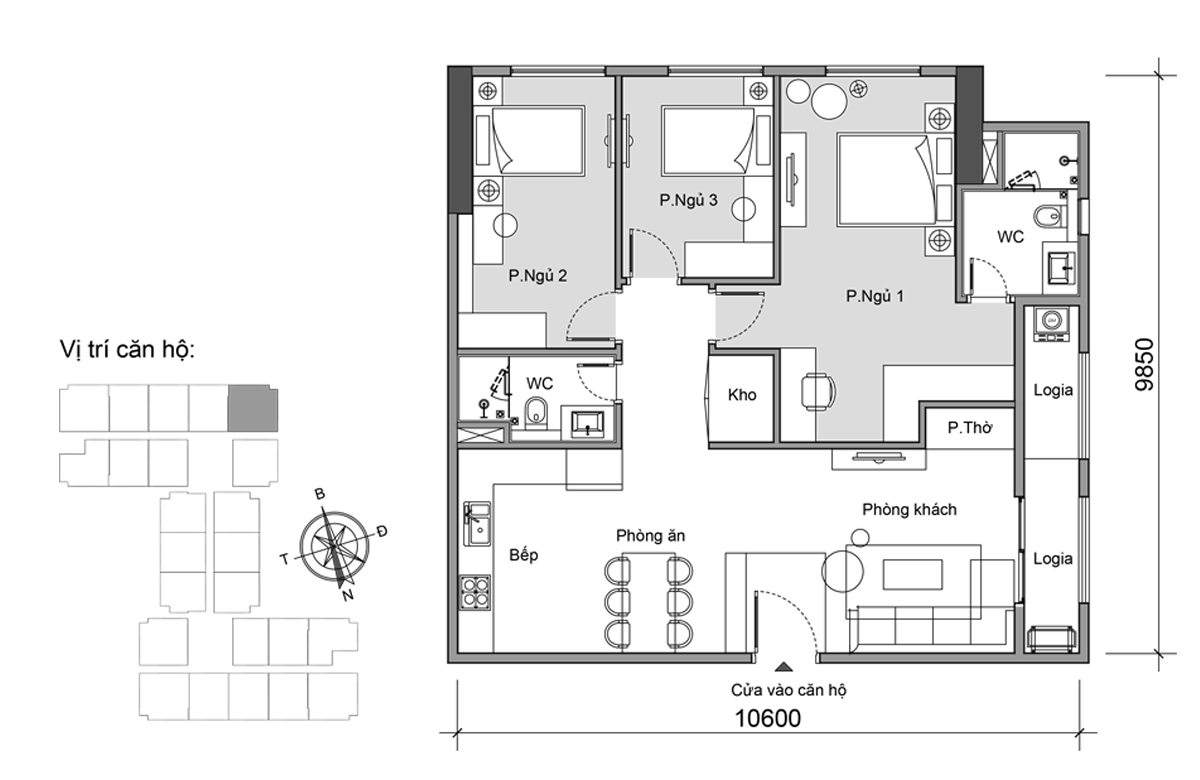 P.Ngủ 3
WC
P.Ngủ 2
P.Ngủ 1
Vị trí căn hộ:
9850
WC
Kho
Logia
P.Thờ
B
Đ
T
N
Phòng khách
Phòng ăn
Bếp
Logia
Cửa vào căn hộ
10600